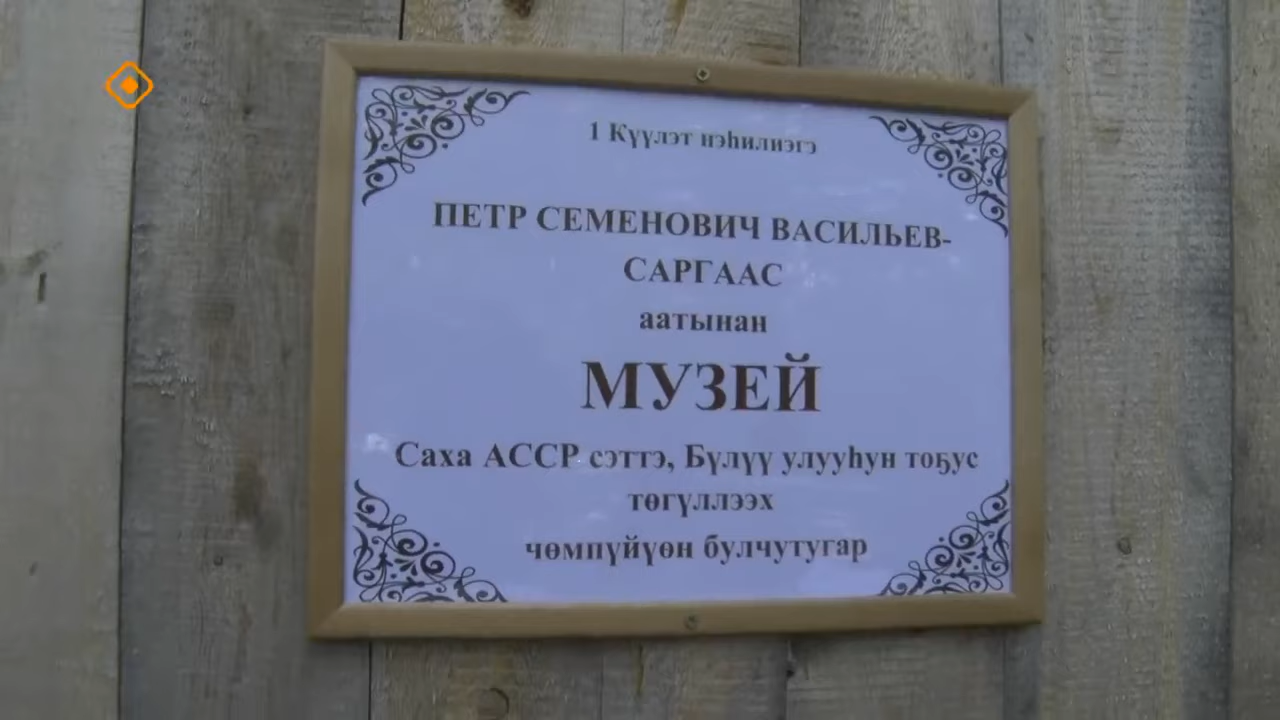 1 Күүлэт нэһилиэгэ
ПЕТР СЕМЕНОВИЧ ВАСИЛЬЕВ-
САРГААС
аатынан
МУЗЕЙ
Саха АССР сэттэ, Бүлүү улууһун тоҕус
төгүллээх
чөмпүйүөн булчутугар